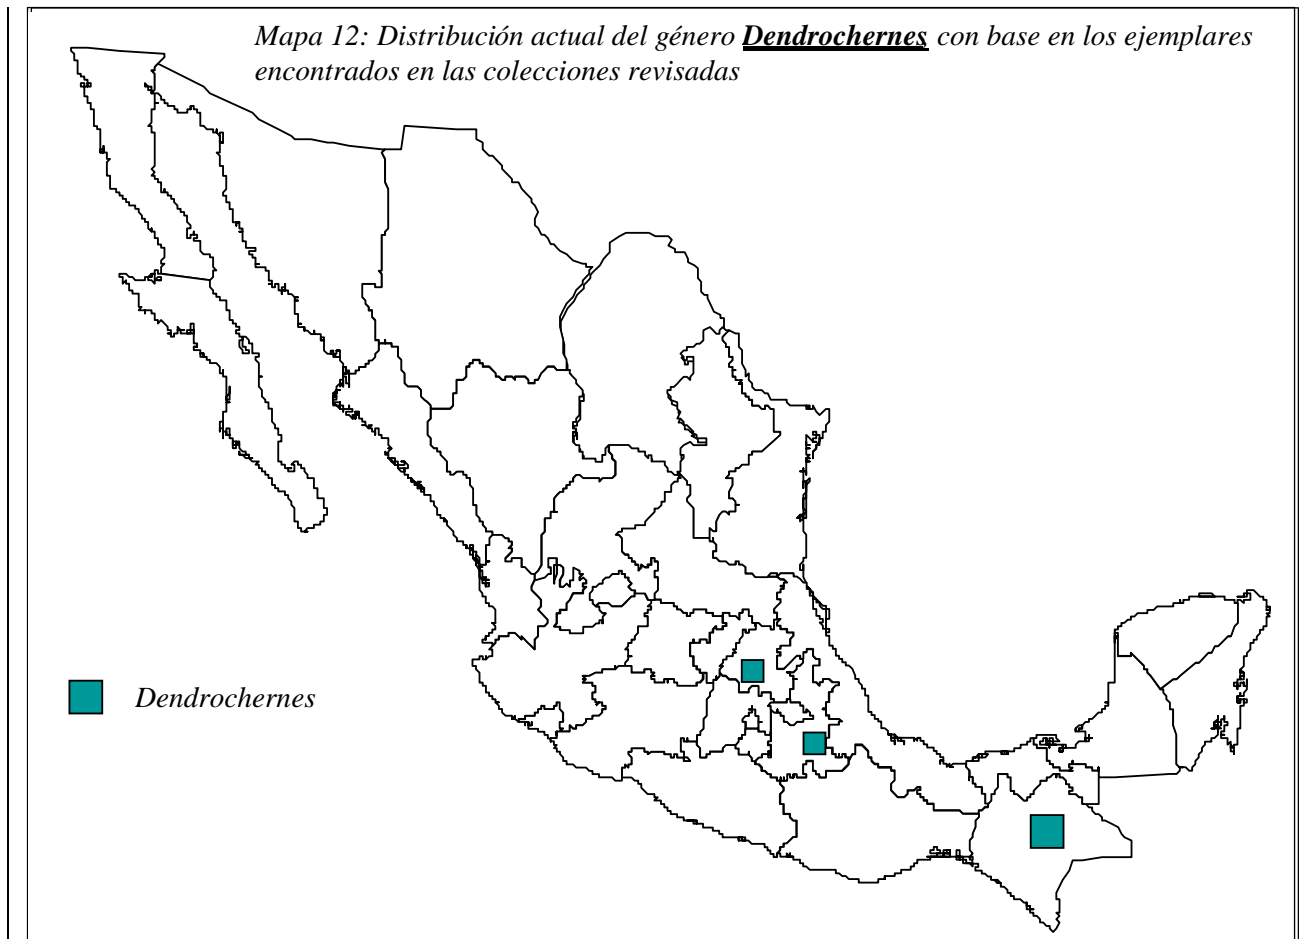 Mapa 12: Distribución actual del género Dendrochernes, con base en los ejemplares
encontrados en las colecciones revisadas
Dendrochernes